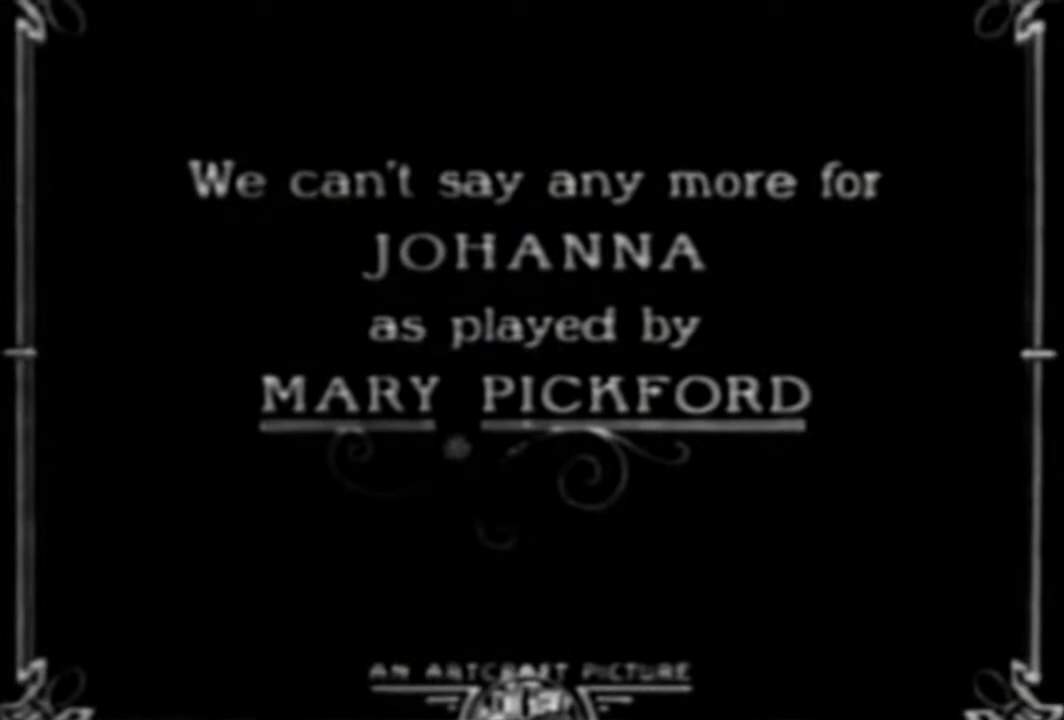 We can't say any more for
JOHANNA
as played by
MARY PICKFORD
AN ARTCRAFT PICTURE